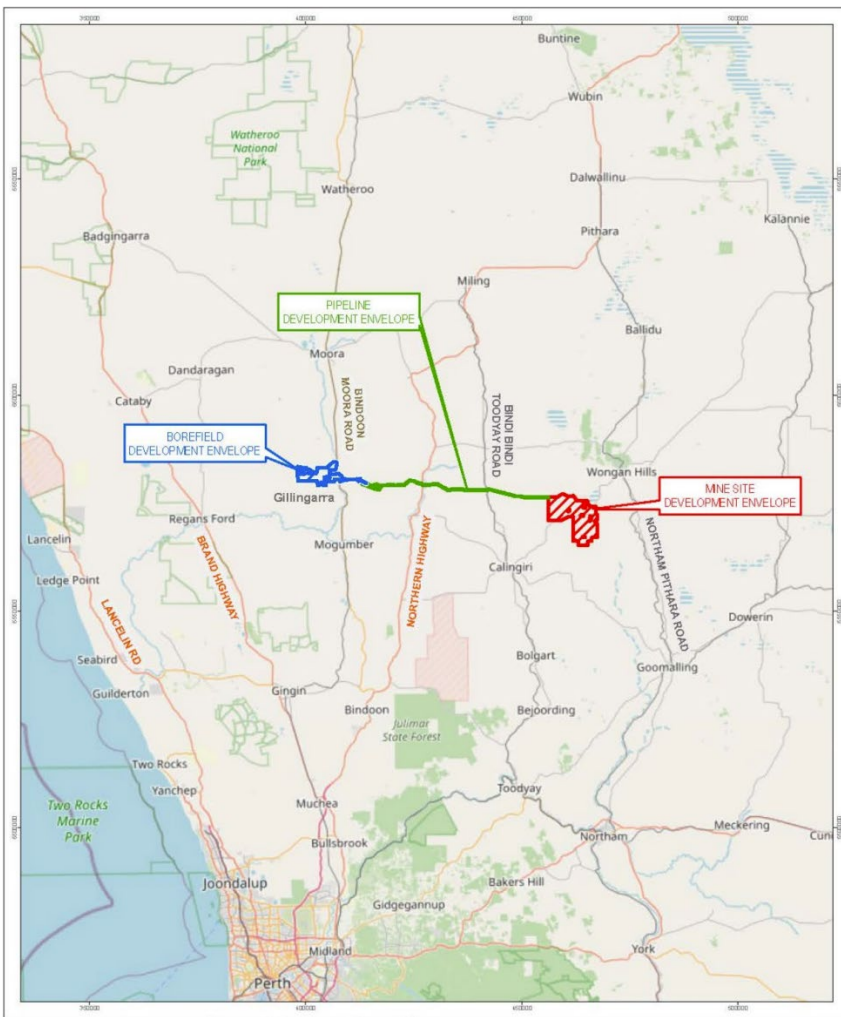 Buntine
Wubin
Watheroo
National
Park
Dalwallinu
Watheroo
Kalannie
Badgingarra
Pithara
Miling
PIPELINE
DEVELOPMENT ENVELOPE
Ballidu
Moora
Dandaragan
Cataby
BINDOON
MOORA ROAD
BINDI BINDI
TOODYAY ROAD
BOREFIELD
DEVELOPMENT ENVELOPE
Wongan Hills
MINE SITE
DEVELOPMENT ENVELOPE
Gillingarra
Regans Ford
Lancelin
Mogumber
Ledge Point
BRAND HIGHWAY
NORTHERN HIGHWAY
Calingiri
NORTHAM PITHARA ROAD
Dowerin
LANCELIN RD
Seabird
Bolgart
Goomalling
Guilderton
Gingin
Bindoon
Bejoording
Julimar
State Forest
Two Rocks
Yanchep
Toodyay
Two Rocks
Marine
Park
Muchea
Bullsbrook
Northam
Meckering
Cun
Joondalup
Bakers Hill
Gidgegannup
Midland
York
Perth